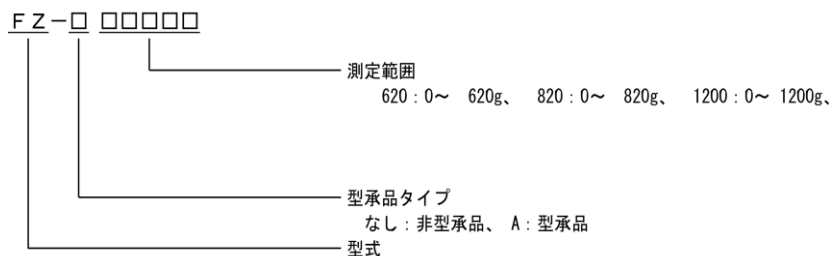 FZ-□ □□□□□
測定範囲
620:0~ 620g、 820:0~ 820g、 1200:0~ 1200g、
型承品タイプ
なし:非型承品、 A:型承品
型式